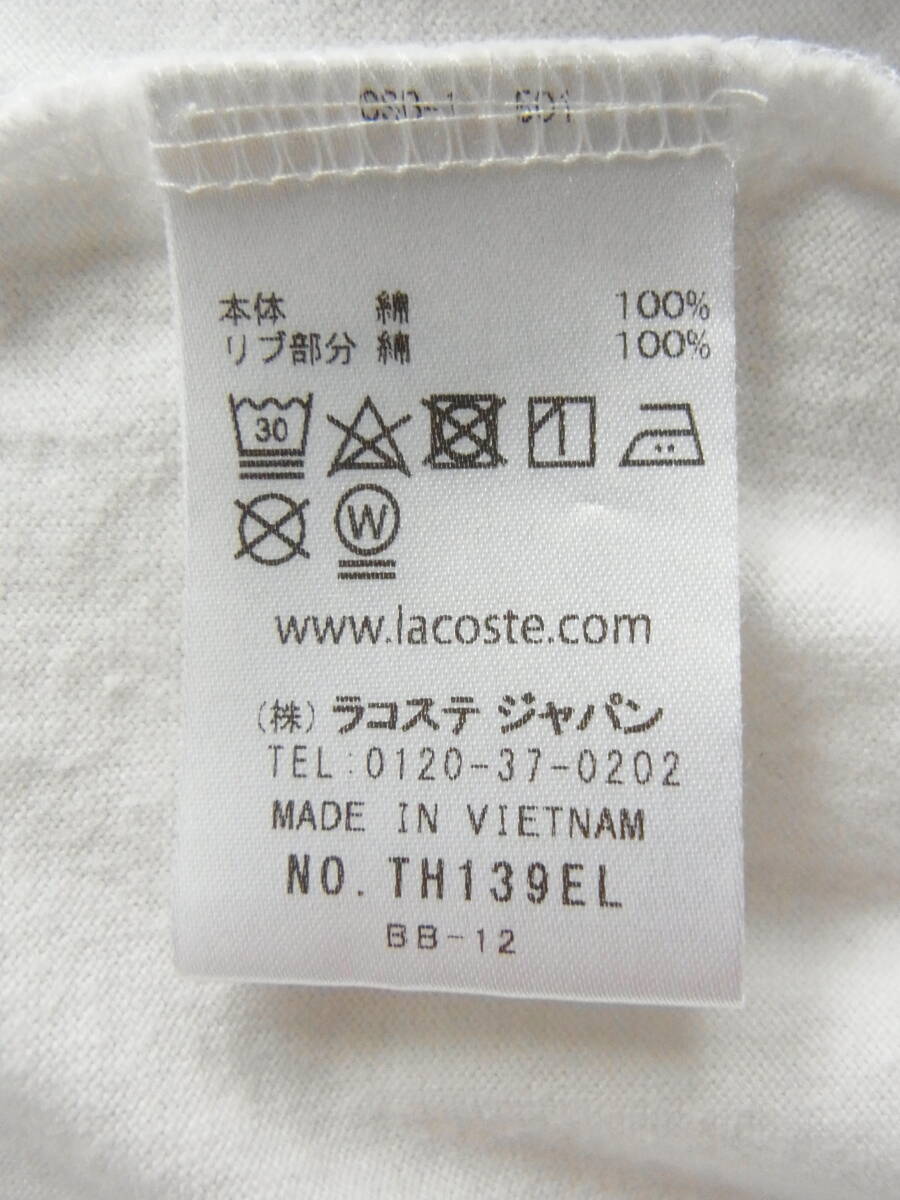 本体 綿 100%
リブ部分 綿 100%
30
W
www.lacoste.com
(株) ラコステ ジャパン
TEL:0120-37-0202
MADE IN VIETNAM
NO. TH139EL
BB-12